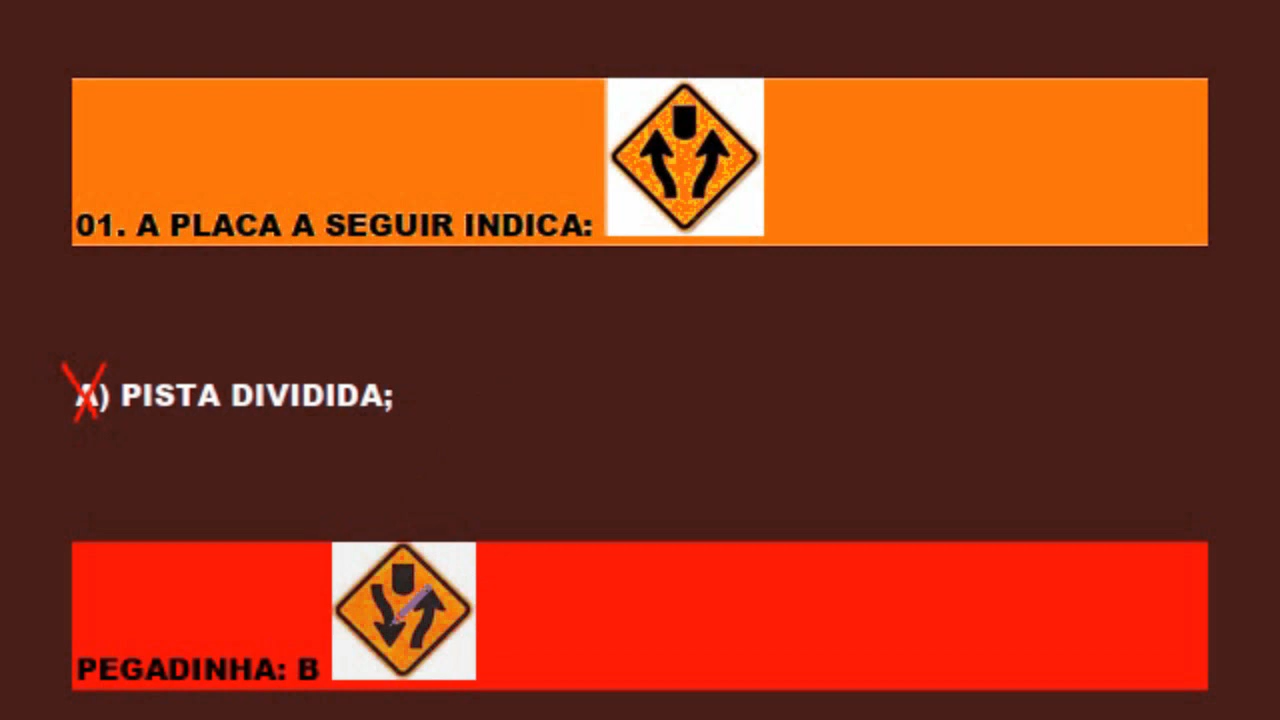 01. A PLACA A SEGUIR INDICA:
A) PISTA DIVIDIDA;
PEGADINHA: B